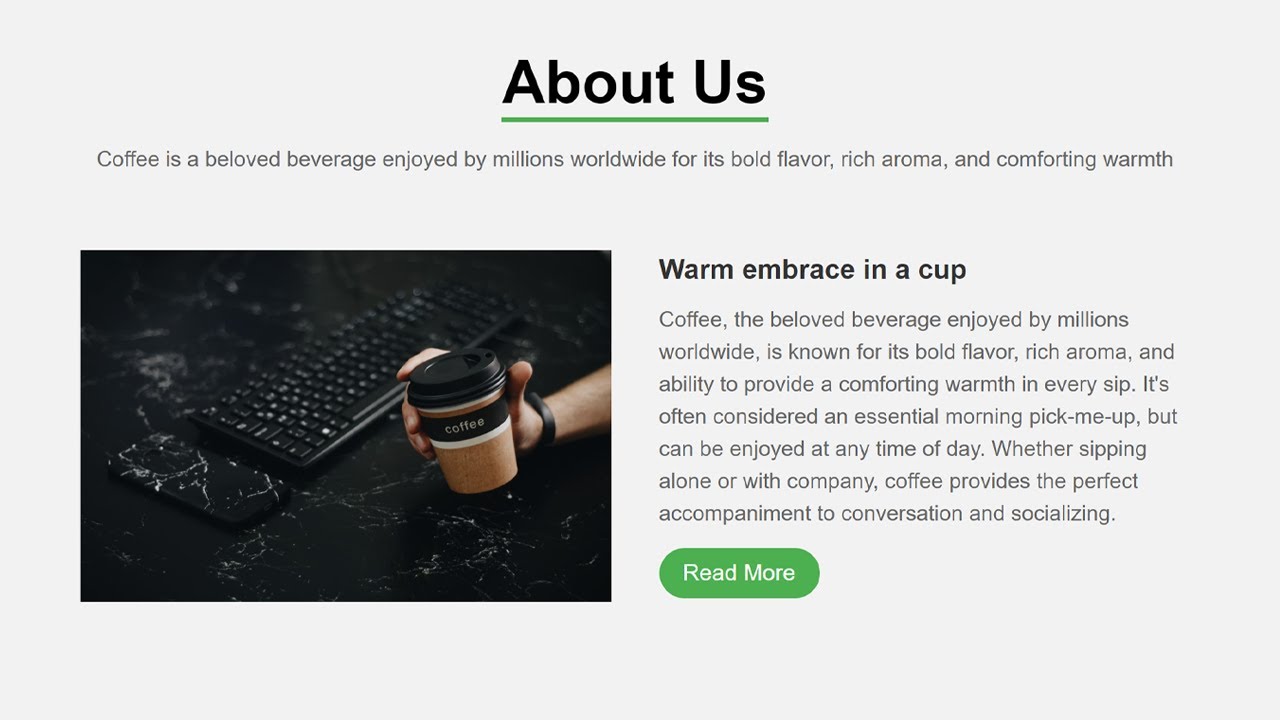 About Us
Coffee is a beloved beverage enjoyed by millions worldwide for its bold flavor, rich aroma, and comforting warmth
coffee
Warm embrace in a cup
Coffee, the beloved beverage enjoyed by millions
worldwide, is known for its bold flavor, rich aroma, and
ability to provide a comforting warmth in every sip. It's
often considered an essential morning pick-me-up, but
can be enjoyed at any time of day. Whether sipping
alone or with company, coffee provides the perfect
accompaniment to conversation and socializing.
Read More